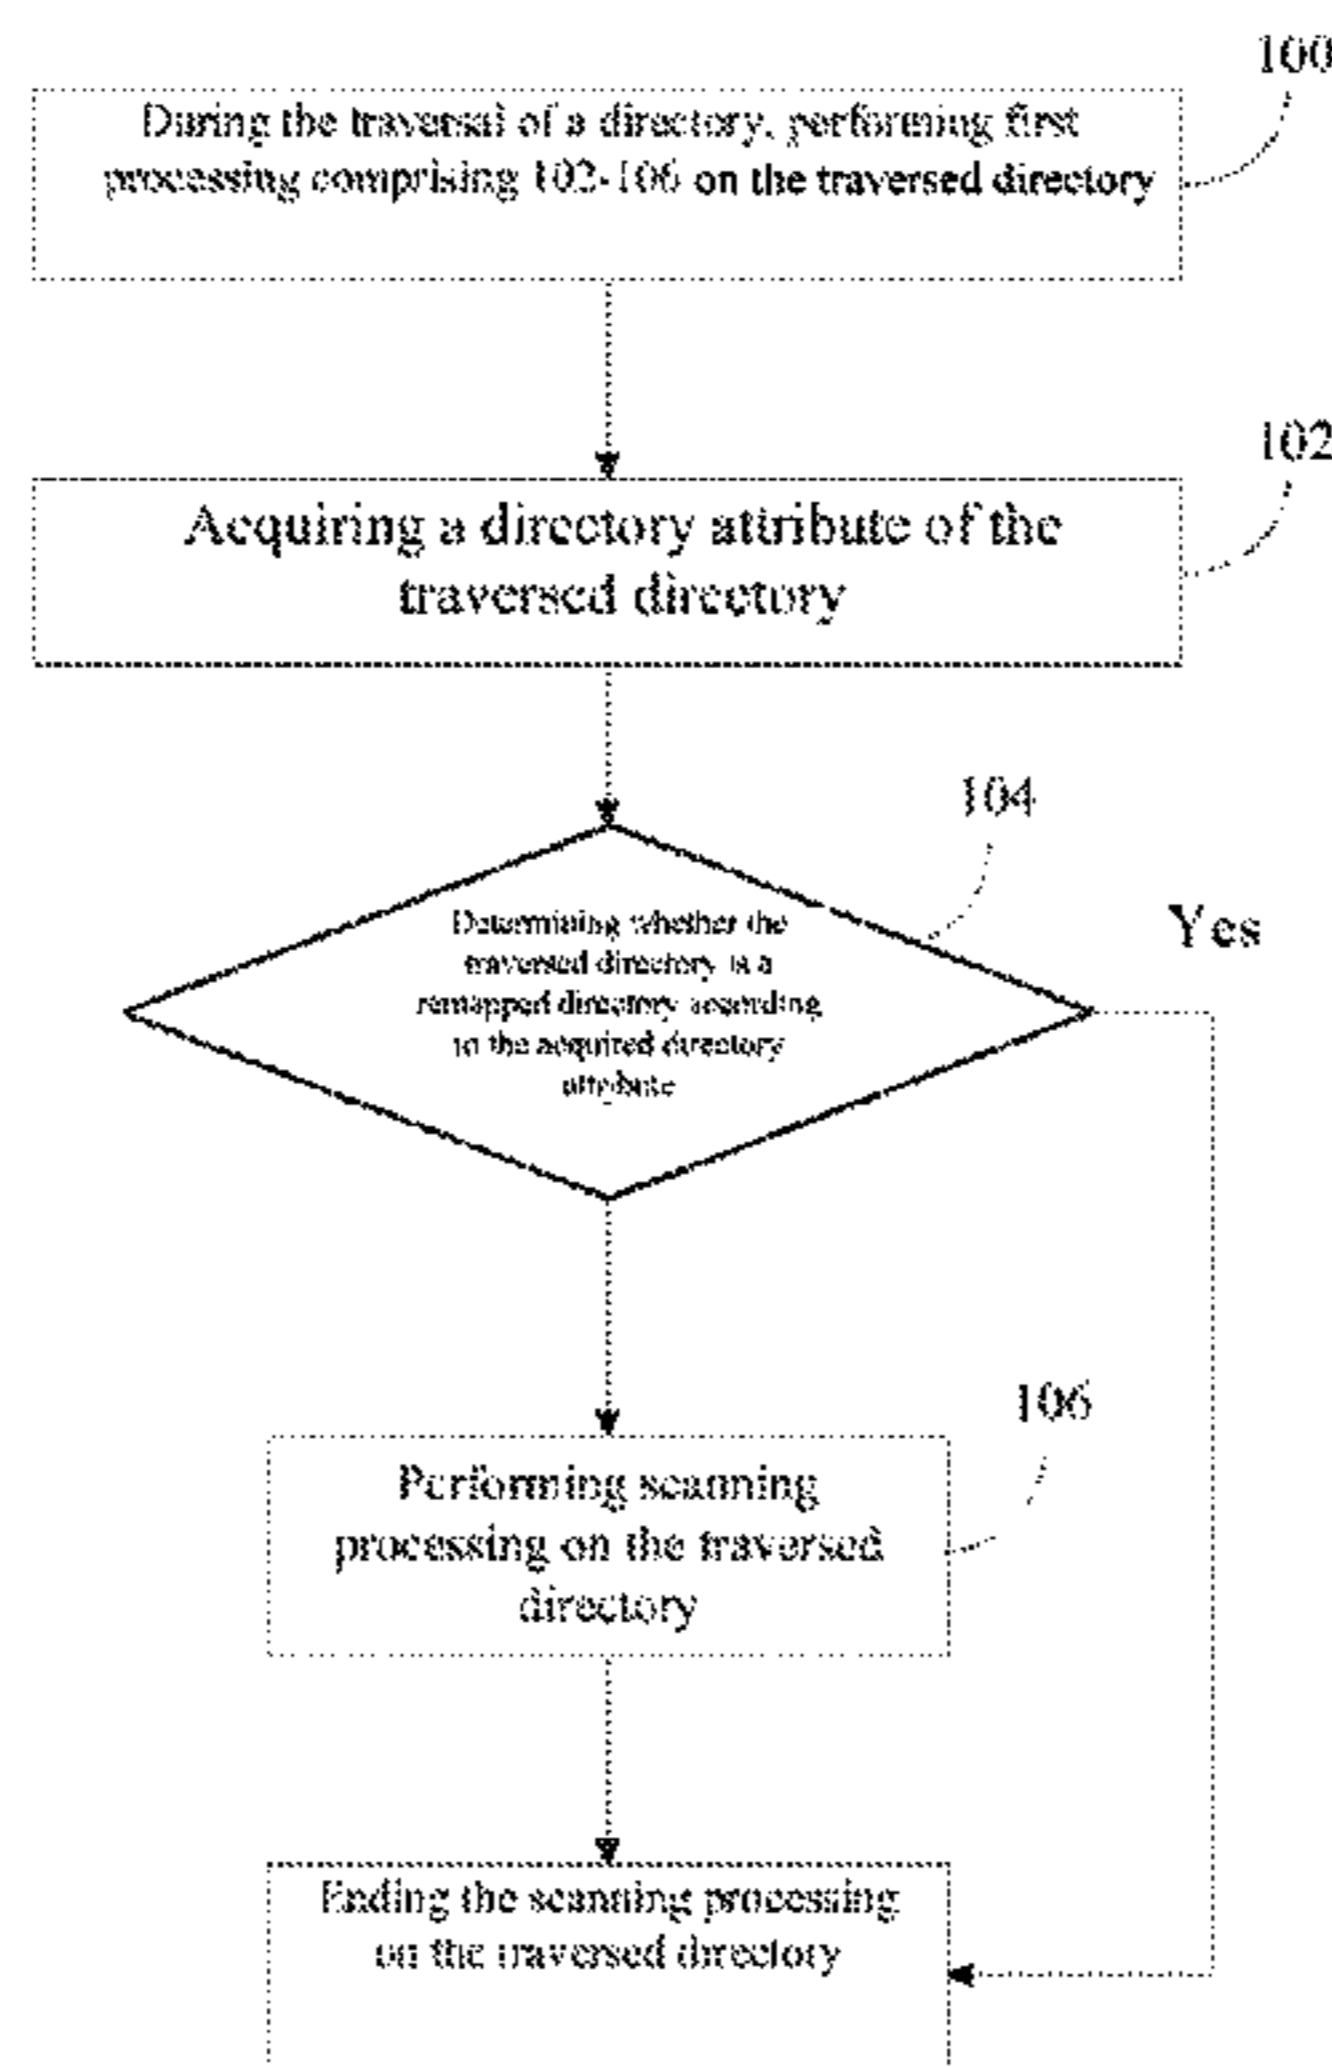 100
During the traversal of a directory, performing first
processing comprising 102-106 on the traversed directory
102
Acquiring a directory attribute of the
traversed directory
104
Yes
Determining whether the
traversed directory is a
remapped directory according
to the acquired directory
attribute
106
Performing scanning
processing on the traversed
directory
Ending the scanning processing
on the traversed directory